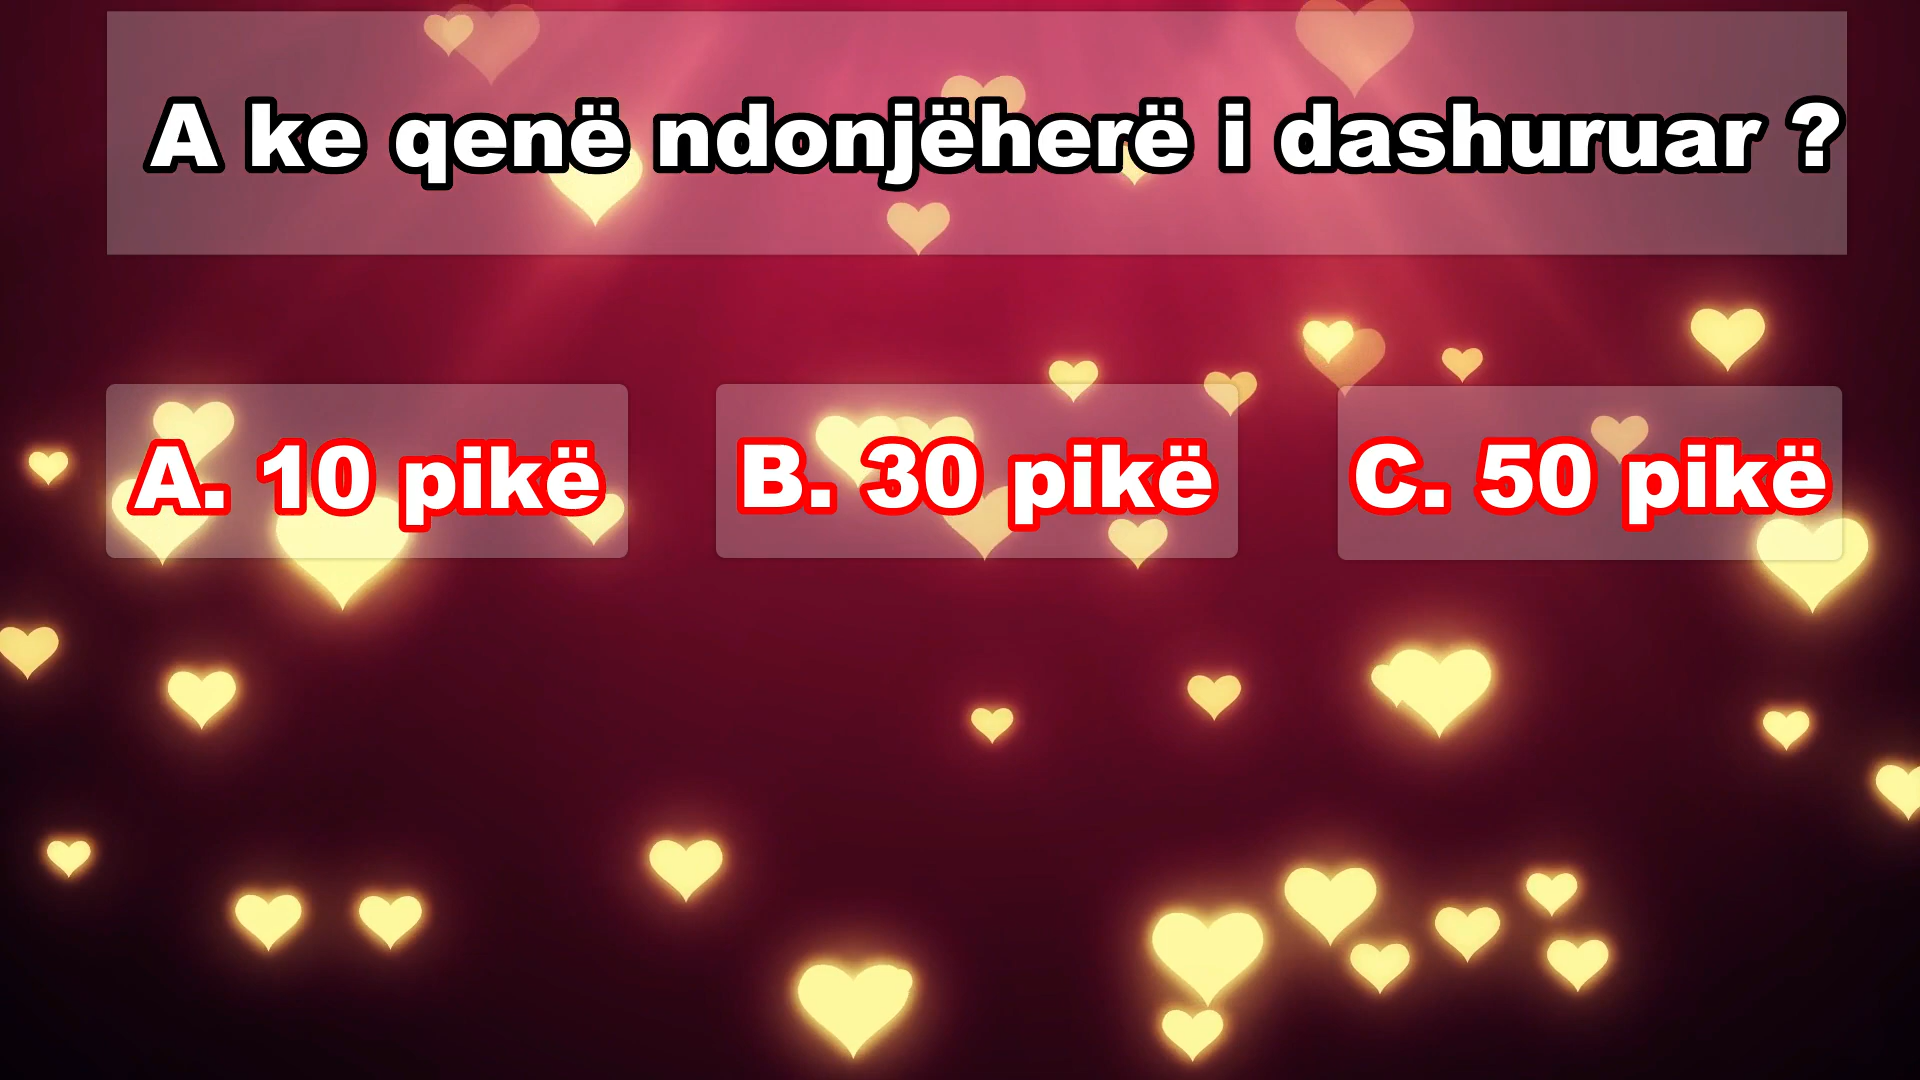 A ke qenë ndonjëherë i dashuruar ?
A. 10 pikë
B. 30 pikë
C. 50 pikë